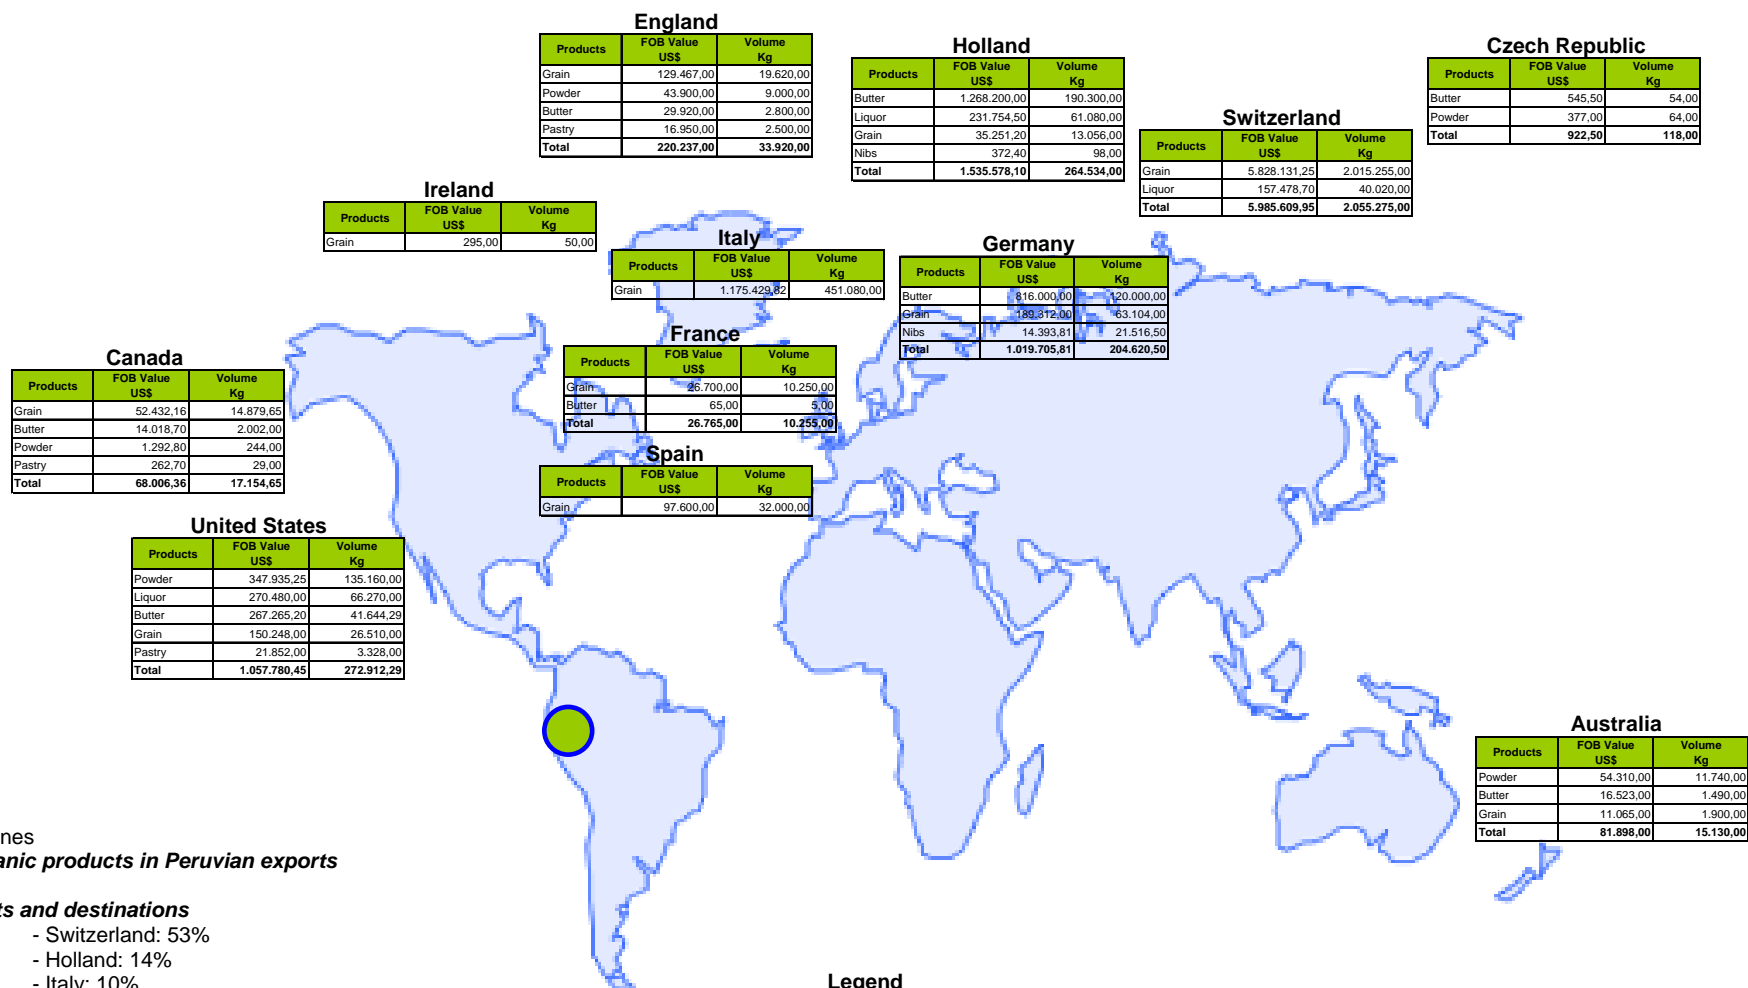 England
Products FOB Value US$ Volume Kg
Grain 129.467,00 19.620,00
Powder 43.900,00 9.000,00
Butter 29.920,00 2.800,00
Pastry 16.950,00 2.500,00
Total 220.237,00 33.920,00
Holland
Products FOB Value US$ Volume Kg
Butter 1.268.200,00 190.300,00
Liquor 231.754,50 61.080,00
Grain 35.251,20 13.056,00
Nibs 372,40 98,00
Total 1.535.578,10 264.534,00
Czech Republic
Products FOB Value US$ Volume Kg
Butter 545,50 54,00
Powder 377,00 64,00
Total 922,50 118,00
Switzerland
Products FOB Value US$ Volume Kg
Grain 5.828.131,25 2.015.255,00
Liquor 157.478,70 40.020,00
Total 5.985.609,95 2.055.275,00
Ireland
Products FOB Value US$ Volume Kg
Grain 295,00 50,00
Italy
Products FOB Value US$ Volume Kg
Grain 1.175.429,82 451.080,00
Germany
Products FOB Value US$ Volume Kg
Butter 816.000,00 120.000,00
Grain 189.312,00 63.104,00
Nibs 14.393,81 21.516,50
Total 1.019.705,81 204.620,50
France
Products FOB Value US$ Volume Kg
Grain 26.700,00 10.250,00
Butter 65,00 5,00
Total 26.765,00 10.255,00
Canada
Products FOB Value US$ Volume Kg
Grain 52.432,16 14.879,65
Butter 14.018,70 2.002,00
Powder 1.292,80 244,00
Pastry 262,70 29,00
Total 68.006,36 17.154,65
Spain
Products FOB Value US$ Volume Kg
Grain 97.600,00 32.000,00
United States
Products FOB Value US$ Volume Kg
Powder 347.935,25 135.160,00
Liquor 270.480,00 66.270,00
Butter 267.265,20 41.644,29
Grain 150.248,00 26.510,00
Pastry 21.852,00 3.328,00
Total 1.057.780,45 272.912,29
Australia
Products FOB Value US$ Volume Kg
Powder 54.310,00 11.740,00
Butter 16.523,00 1.490,00
Grain 11.065,00 1.900,00
Total 81.898,00 15.130,00
nes
anic products in Peruvian exports
ts and destinations
- Switzerland: 53%
- Holland: 14%
- Italy: 10%
Legend